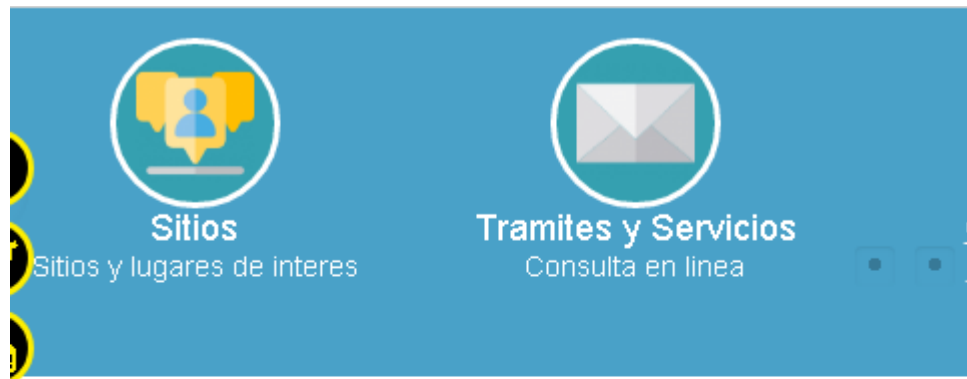 Sitios
Sitios y lugares de interes
Tramites y Servicios
Consulta en linea